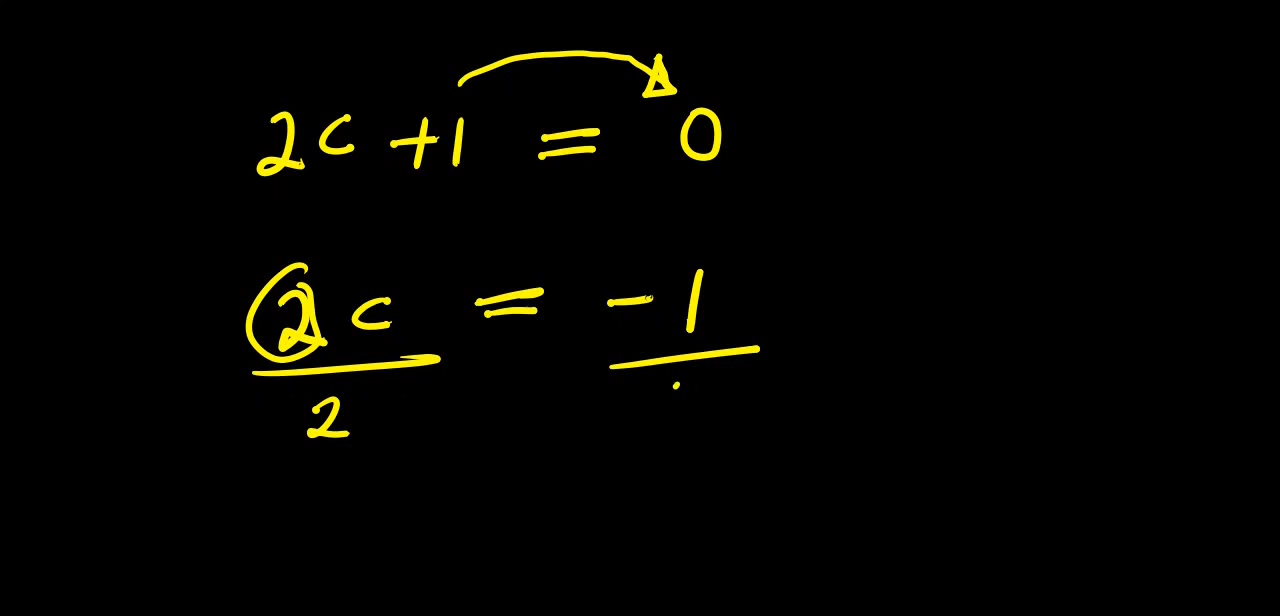 2c + 1 = 0
2c = - 1
2 .